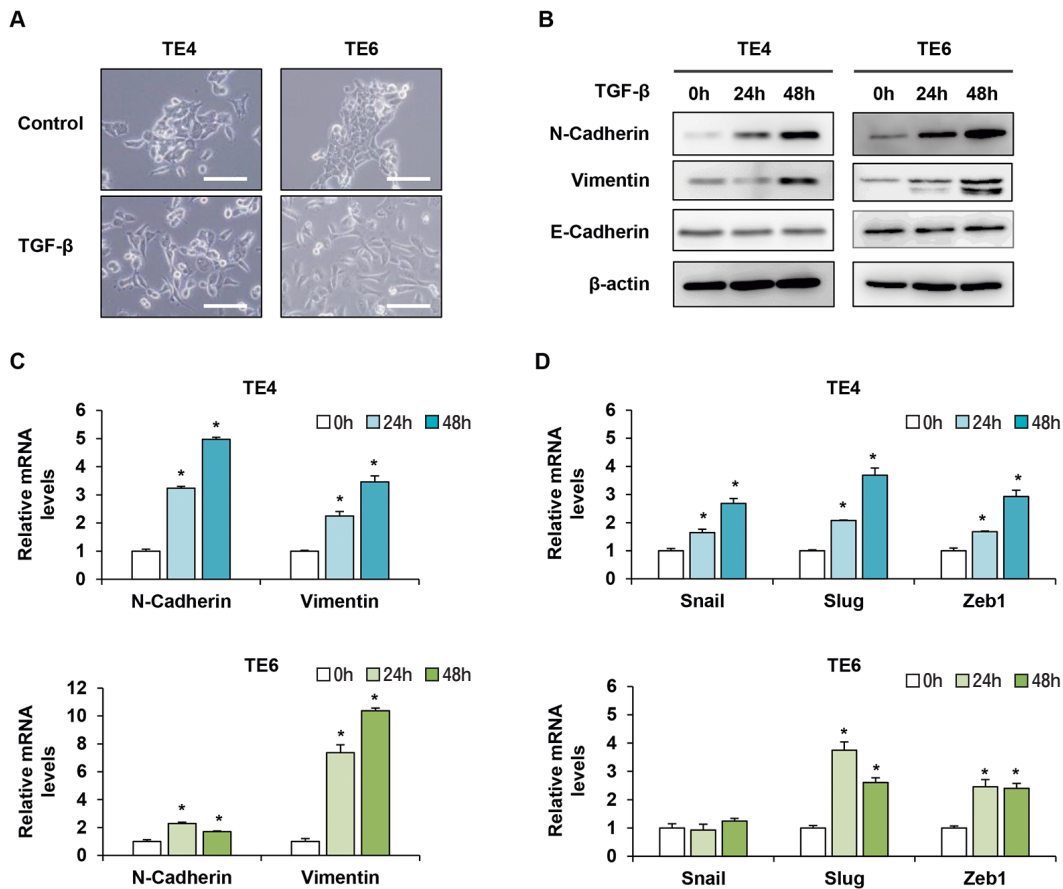 A
TE4 TE6
Control
TGF-β
B
TE4 TE6
TGF-β 0h 24h 48h 0h 24h 48h
N-Cadherin
Vimentin
E-Cadherin
β-actin
C
TE4
0h 24h 48h
Relative mRNA
levels
6
5
4
3
2
1
0
* * * *
N-Cadherin Vimentin
TE6
0h 24h 48h
Relative mRNA
levels
12
10
8
6
4
2
0
* * * *
N-Cadherin Vimentin
D
TE4
0h 24h 48h
Relative mRNA
levels
6
5
4
3
2
1
0
* * * * * *
Snail Slug Zeb1
TE6
0h 24h 48h
Relative mRNA
levels
6
5
4
3
2
1
0
* * * *
Snail Slug Zeb1